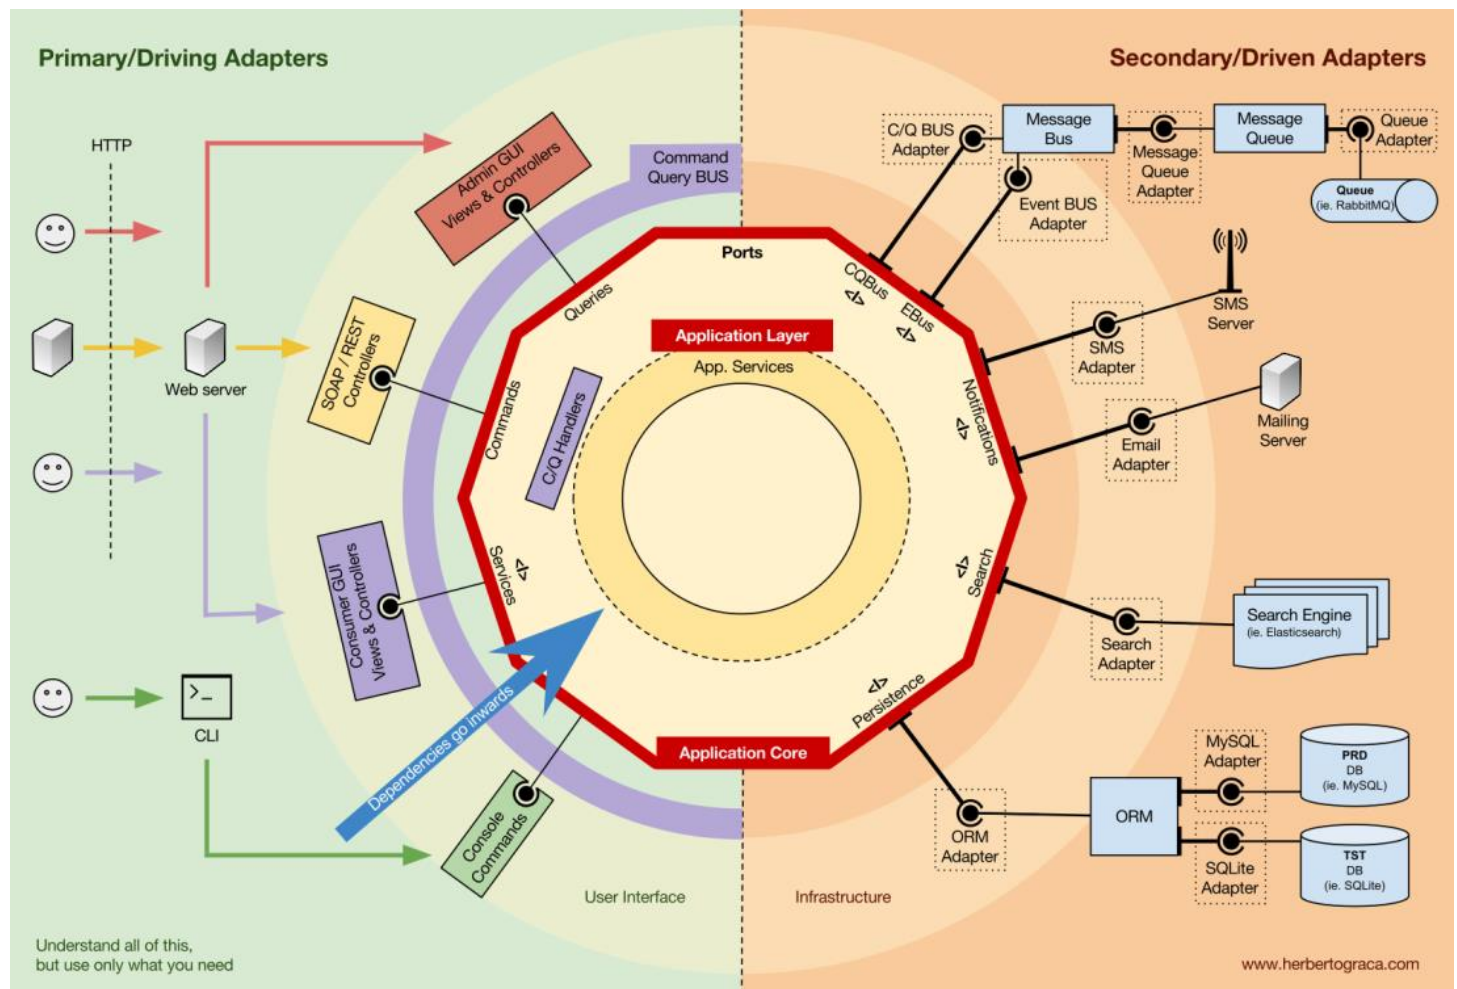 Primary/Driving Adapters
Secondary/Driven Adapters
HTTP
Web server
CLI
Admin GUI
Views & Controllers
SOAP / REST
Controllers
Consumer GUI
Views & Controllers
Console
Commands
Command
Query BUS
Dependencies go inwards
Ports
Queries
Commands
Services
</>
C/Q Handlers
Application Layer
App. Services
Application Core
CQBus
</>
EBus
</>
Notifications
</>
Search
</>
Persistence
</>
C/Q BUS
Adapter
Message
Bus
Event BUS
Adapter
Message
Queue
Adapter
Message
Queue
Queue
Adapter
Queue
(ie. RabbitMQ)
SMS
Server
SMS
Adapter
Mailing
Server
Email
Adapter
Search Engine
(ie. Elasticsearch)
Search
Adapter
ORM
Adapter
ORM
MySQL
Adapter
PRD
DB
(ie. MySQL)
SQLite
Adapter
TST
DB
(ie. SQLite)
User Interface
Infrastructure
Understand all of this,
but use only what you need
www.herbertograca.com